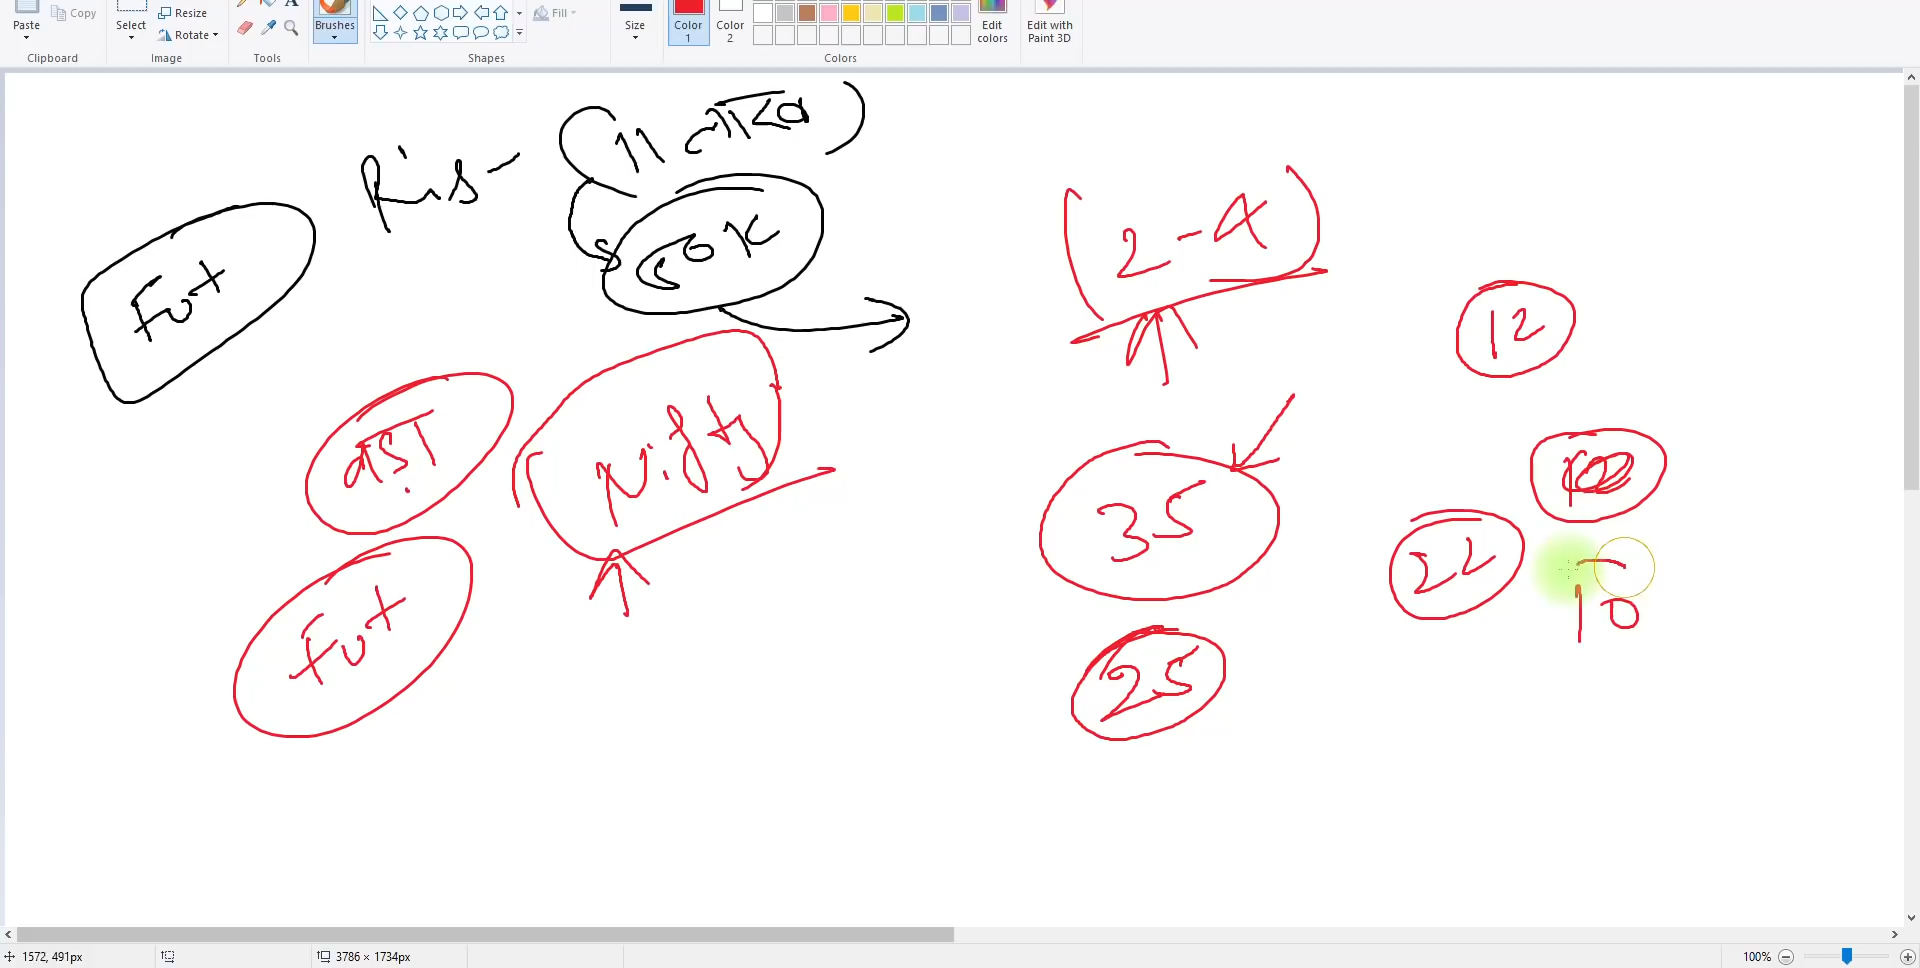 Paste
Copy
Clipboard
Select
Resize
Rotate
Image
A
Tools
Brushes
Fill
Shapes
Size
Color 1
Color 2
Edit colors
Colors
Edit with Paint 3D
Fut
Nifty
Fut
2-4
12
35
22
10
25
1572, 491px
3786 × 1734px
100%